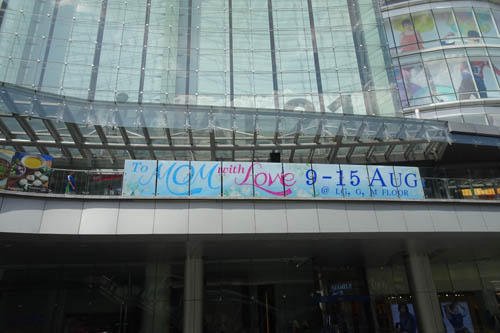 To MOM with Love 9-15 AUG
@ LG, G, M FLOOR